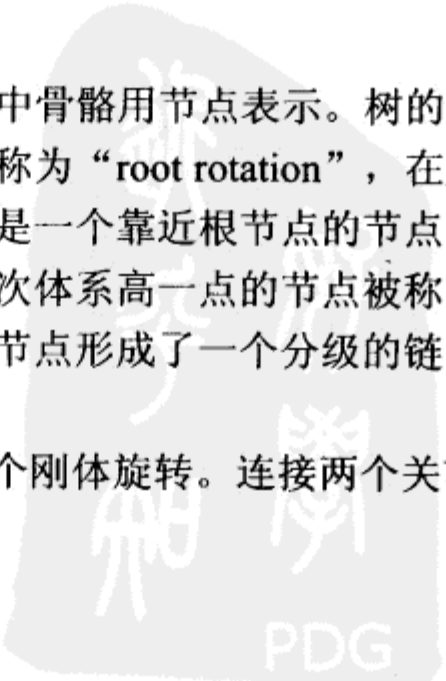 中骨骼用节点表示。树的
称为“root rotation”，在
是一个靠近根节点的节点
次体系高一点的节点被称
节点形成了一个分级的链
个刚体旋转。连接两个关
PDG